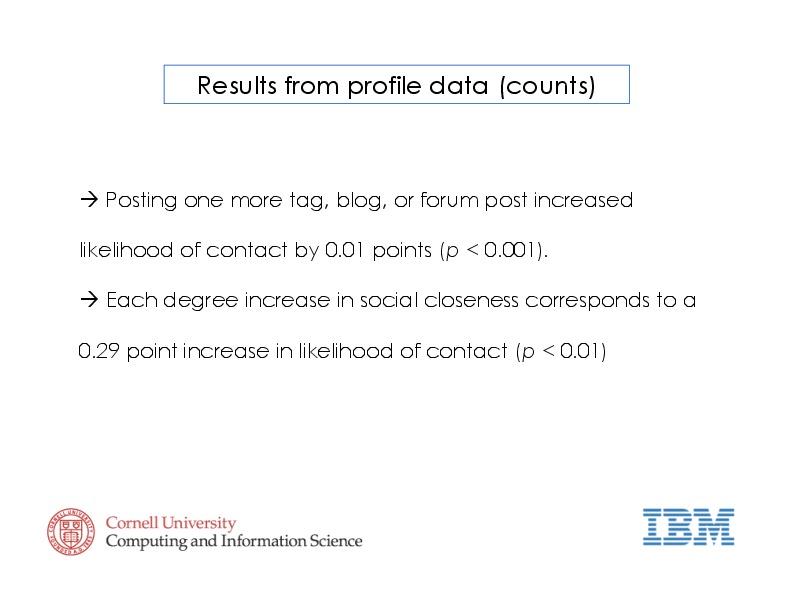 Results from profile data (counts)
→ Posting one more tag, blog, or forum post increased
likelihood of contact by 0.01 points (p < 0.001).
→ Each degree increase in social closeness corresponds to a
0.29 point increase in likelihood of contact (p < 0.01)
Cornell University
Computing and Information Science
IBM